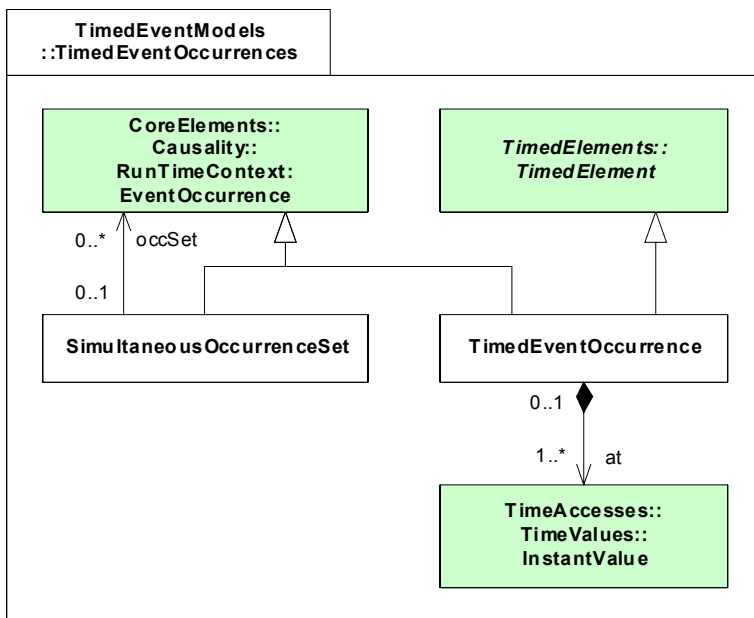 TimedEventModels
::TimedEventOccurrences
CoreElements::
Causality::
RunTimeContext:
EventOccurrence
TimedElements::
TimedElement
0..* occSet
0..1
SimultaneousOccurrenceSet
TimedEventOccurrence
0..1
1..* at
TimeAccesses::
TimeValues::
InstantValue